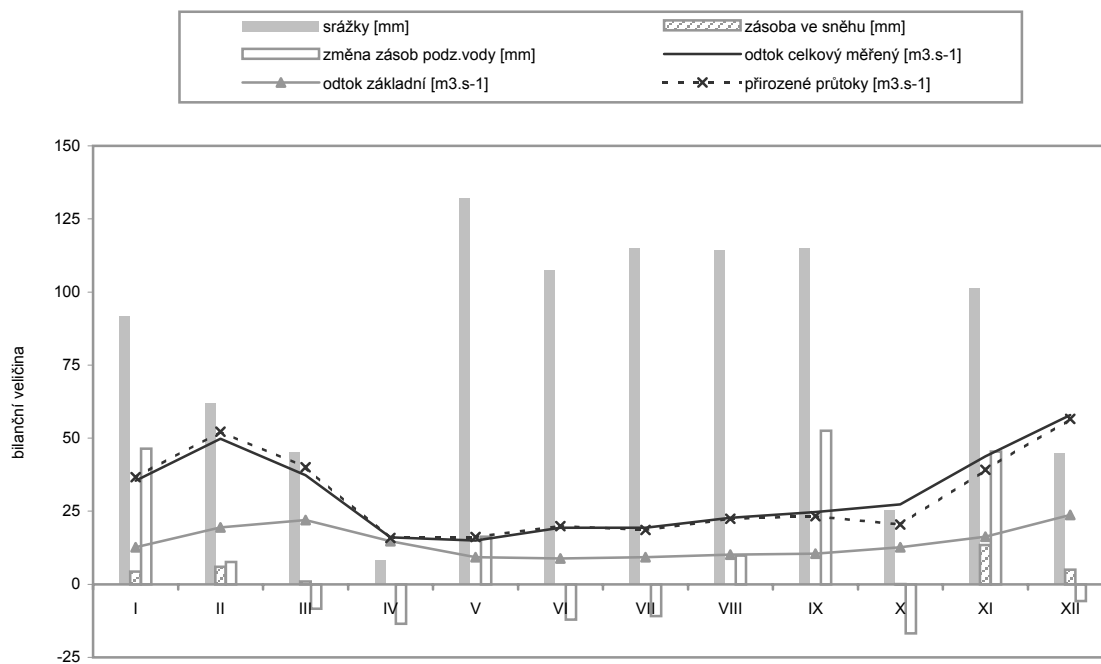 srážky [mm]
zásoba ve sněhu [mm]
změna zásob podz.vody [mm]
odtok celkový měřený [m3.s-1]
odtok základní [m3.s-1]
přirozené průtoky [m3.s-1]
150
125
100
75
50
25
0
-25
bilanční veličina
I
II
III
IV
V
VI
VII
VIII
IX
X
XI
XII